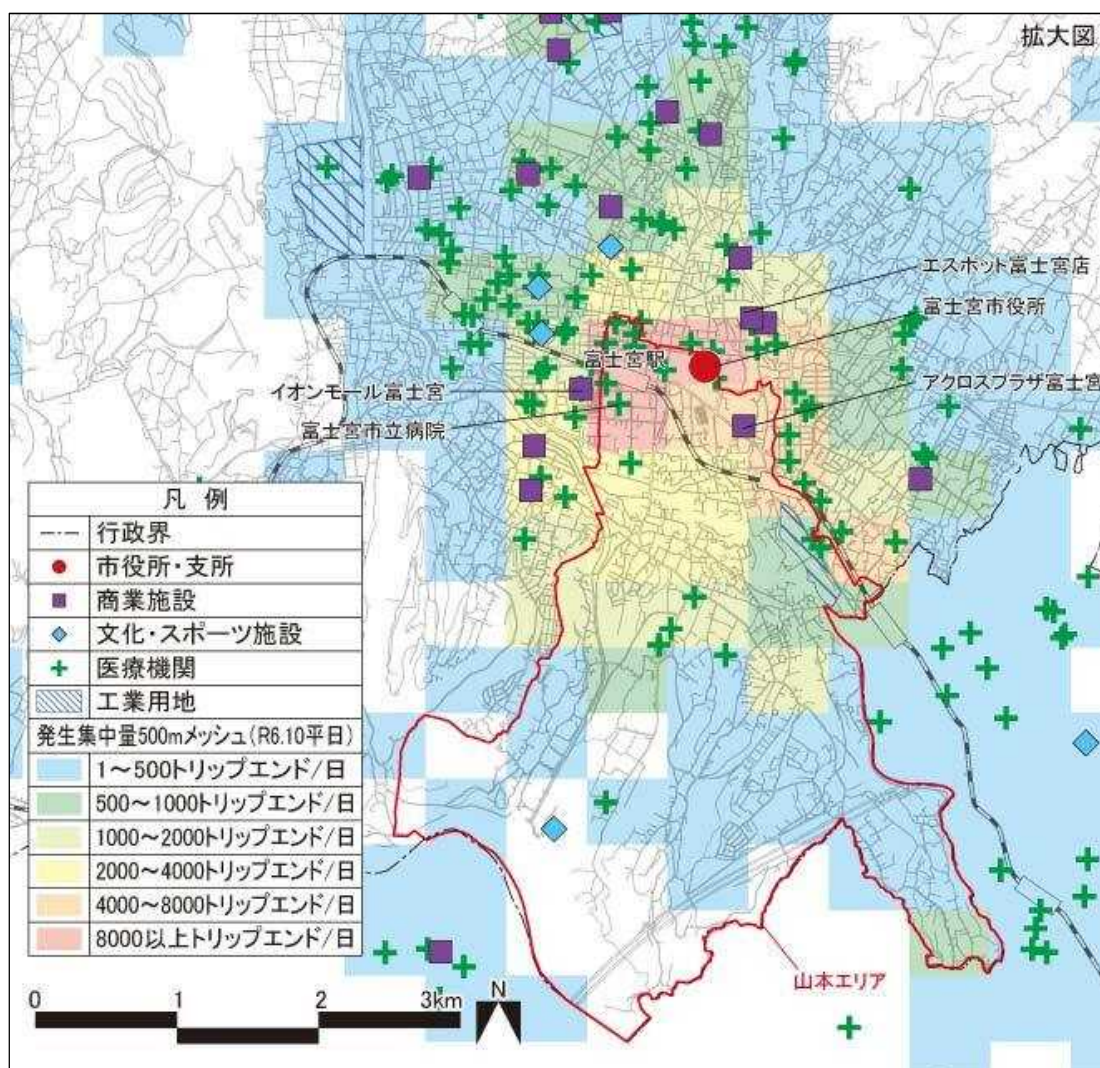 拡大図
エスポット富士宮店
富士宮市役所
富士宮駅
イオンモール富士宮
アクロスプラザ富士宮
富士宮市立病院
凡 例
行政界
市役所・支所
商業施設
文化・スポーツ施設
医療機関
工業用地
発生集中量500mメッシュ(R6.10平日)
1~500トリップエンド/日
500~1000トリップエンド/日
1000~2000トリップエンド/日
2000~4000トリップエンド/日
4000~8000トリップエンド/日
8000以上トリップエンド/日
山本エリア
0 1 2 3km
N